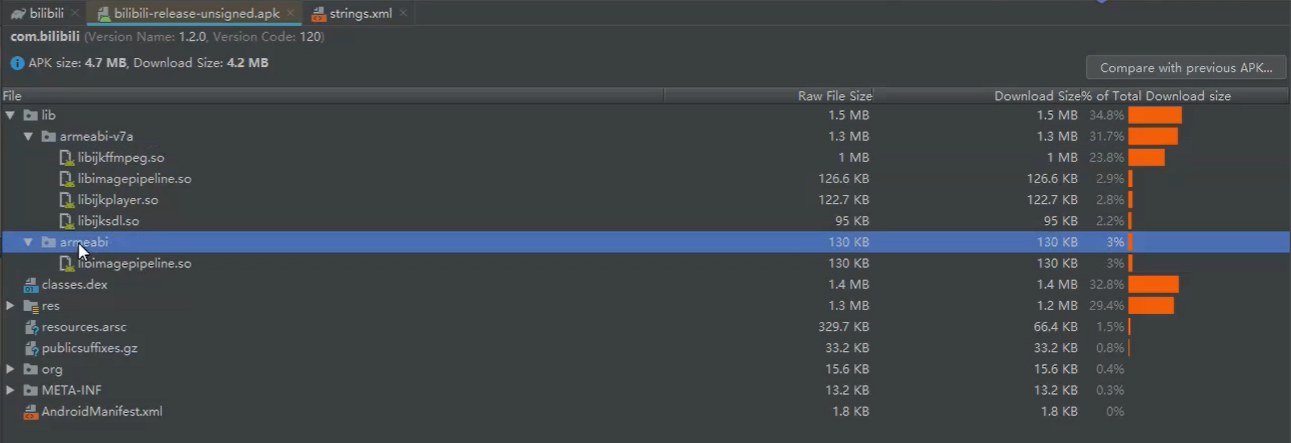 bilibili bilibili-release-unsigned.apk strings.xml
com.bilibili (Version Name: 1.2.0, Version Code: 120)
APK size: 4.7 MB, Download Size: 4.2 MB
Compare with previous APK...
File Raw File Size Download Size % of Total Download size
lib 1.5 MB 1.5 MB 34.8%
armeabi-v7a 1.3 MB 1.3 MB 31.7%
libijkffmpeg.so 1 MB 1 MB 23.8%
libimagepipeline.so 126.6 KB 126.6 KB 2.9%
libijkplayer.so 122.7 KB 122.7 KB 2.8%
libijksdl.so 95 KB 95 KB 2.2%
armeabi 130 KB 130 KB 3%
libimagepipeline.so 130 KB 130 KB 3%
classes.dex 1.4 MB 1.4 MB 32.8%
res 1.3 MB 1.2 MB 29.4%
resources.arsc 329.7 KB 66.4 KB 1.5%
publicsuffixes.gz 33.2 KB 33.2 KB 0.8%
org 15.6 KB 15.6 KB 0.4%
META-INF 13.2 KB 13.2 KB 0.3%
AndroidManifest.xml 1.8 KB 1.8 KB 0%